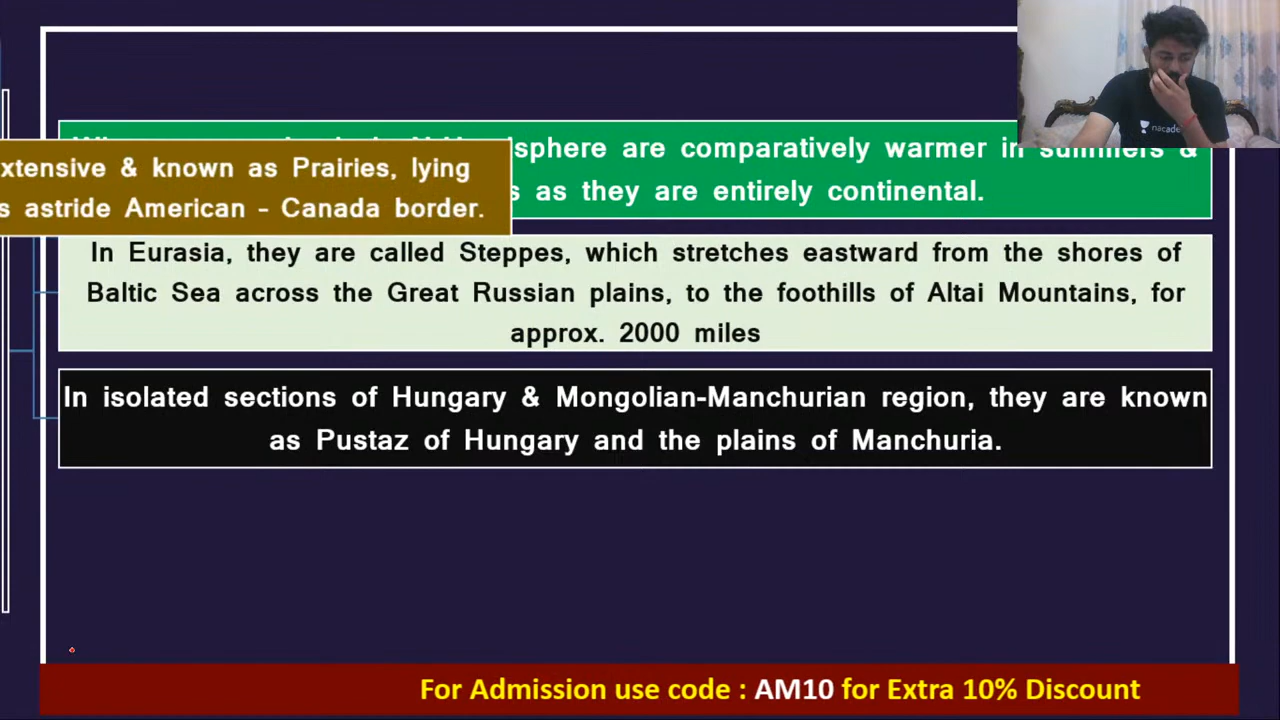 sphere are comparatively warmer in summers &
as they are entirely continental.
xtensive & known as Prairies, lying
s astride American - Canada border.
In Eurasia, they are called Steppes, which stretches eastward from the shores of
Baltic Sea across the Great Russian plains, to the foothills of Altai Mountains, for
approx. 2000 miles
In isolated sections of Hungary & Mongolian-Manchurian region, they are known
as Pustaz of Hungary and the plains of Manchuria.
For Admission use code : AM10 for Extra 10% Discount